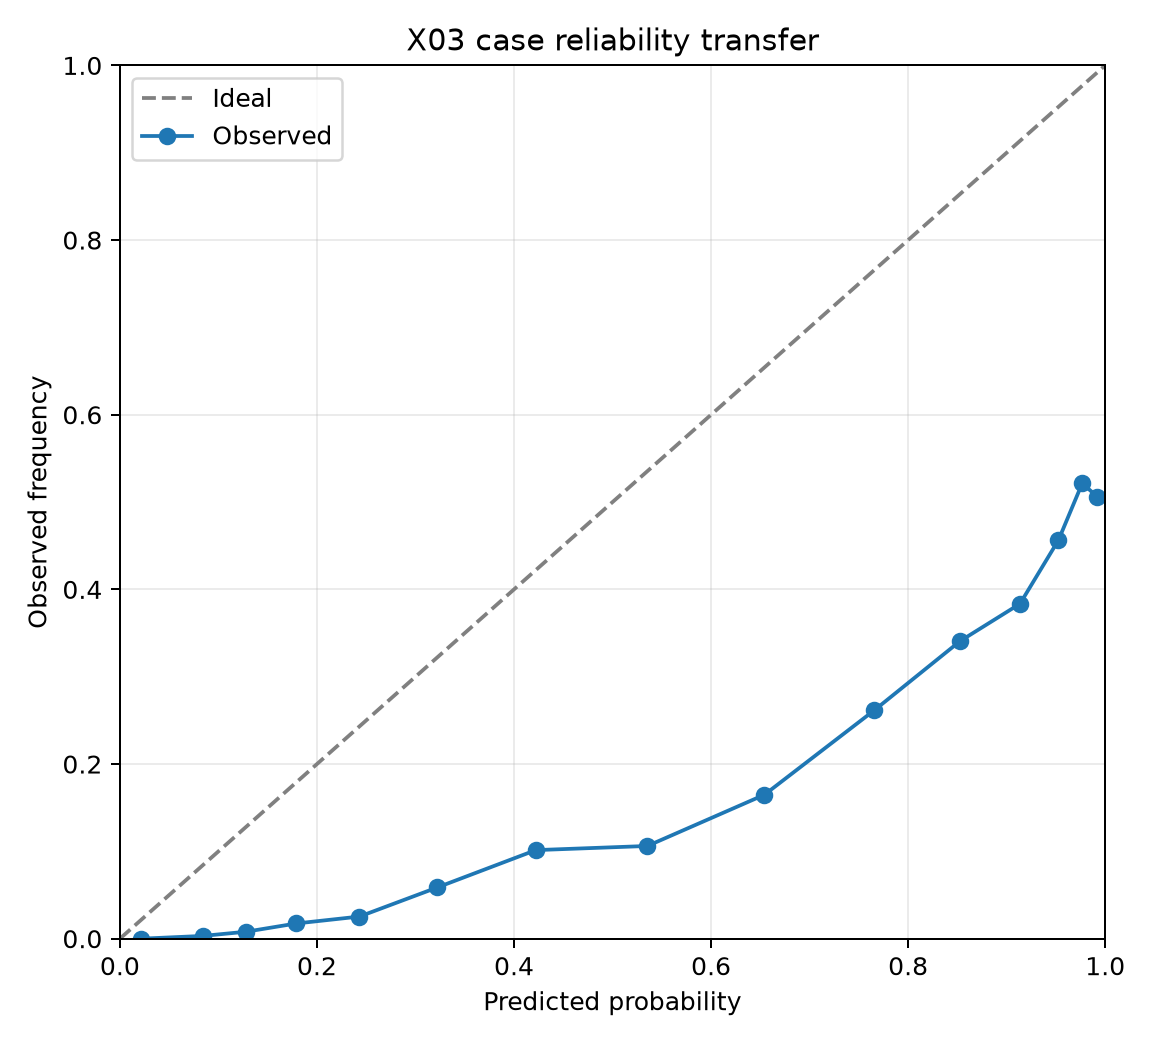 X03 case reliability transfer
Ideal
Observed
1.0
0.8
0.6
0.4
0.2
0.0
Observed frequency
0.0 0.2 0.4 0.6 0.8 1.0
Predicted probability